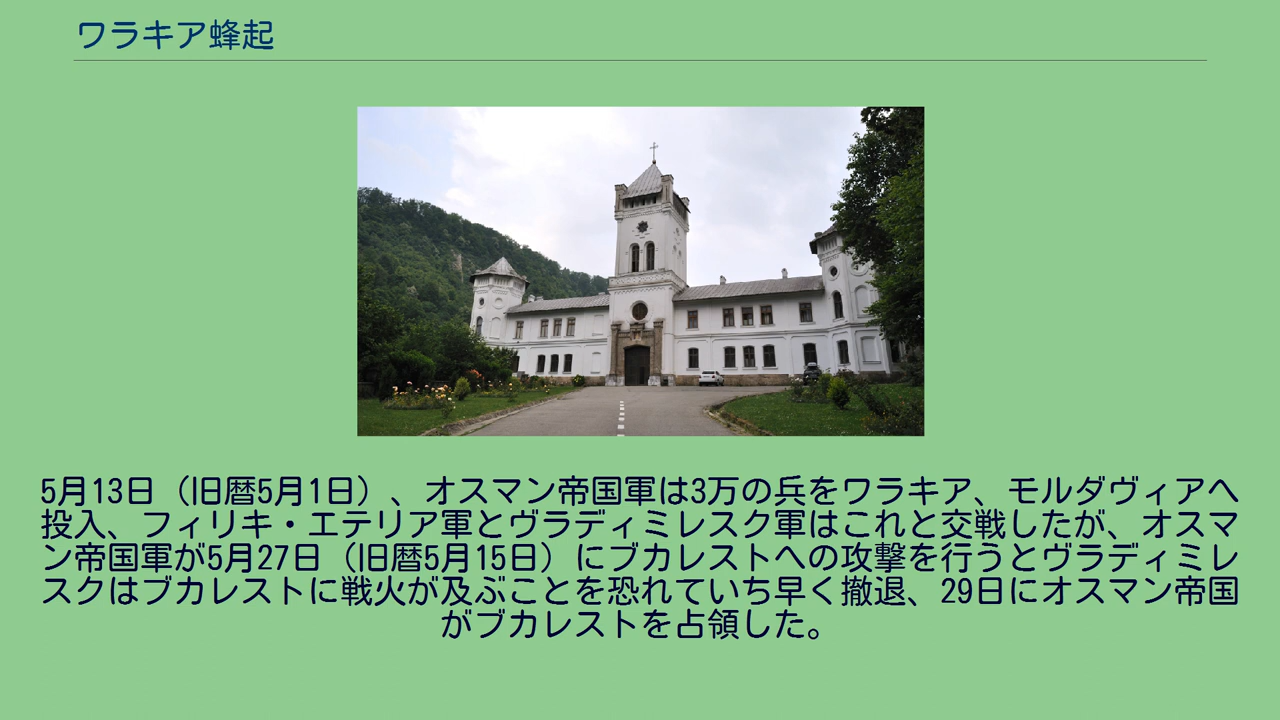 ワラキア蜂起
5月13日（旧暦5月1日）、オスマン帝国軍は3万の兵をワラキア、モルダヴィアへ
投入、フィリキ・エテリア軍とヴラディミレスク軍はこれと交戦したが、オスマ
ン帝国軍が5月27日（旧暦5月15日）にブカレストへの攻撃を行うとヴラディミレ
スクはブカレストに戦火が及ぶことを恐れていち早く撤退、29日にオスマン帝国
がブカレストを占領した。